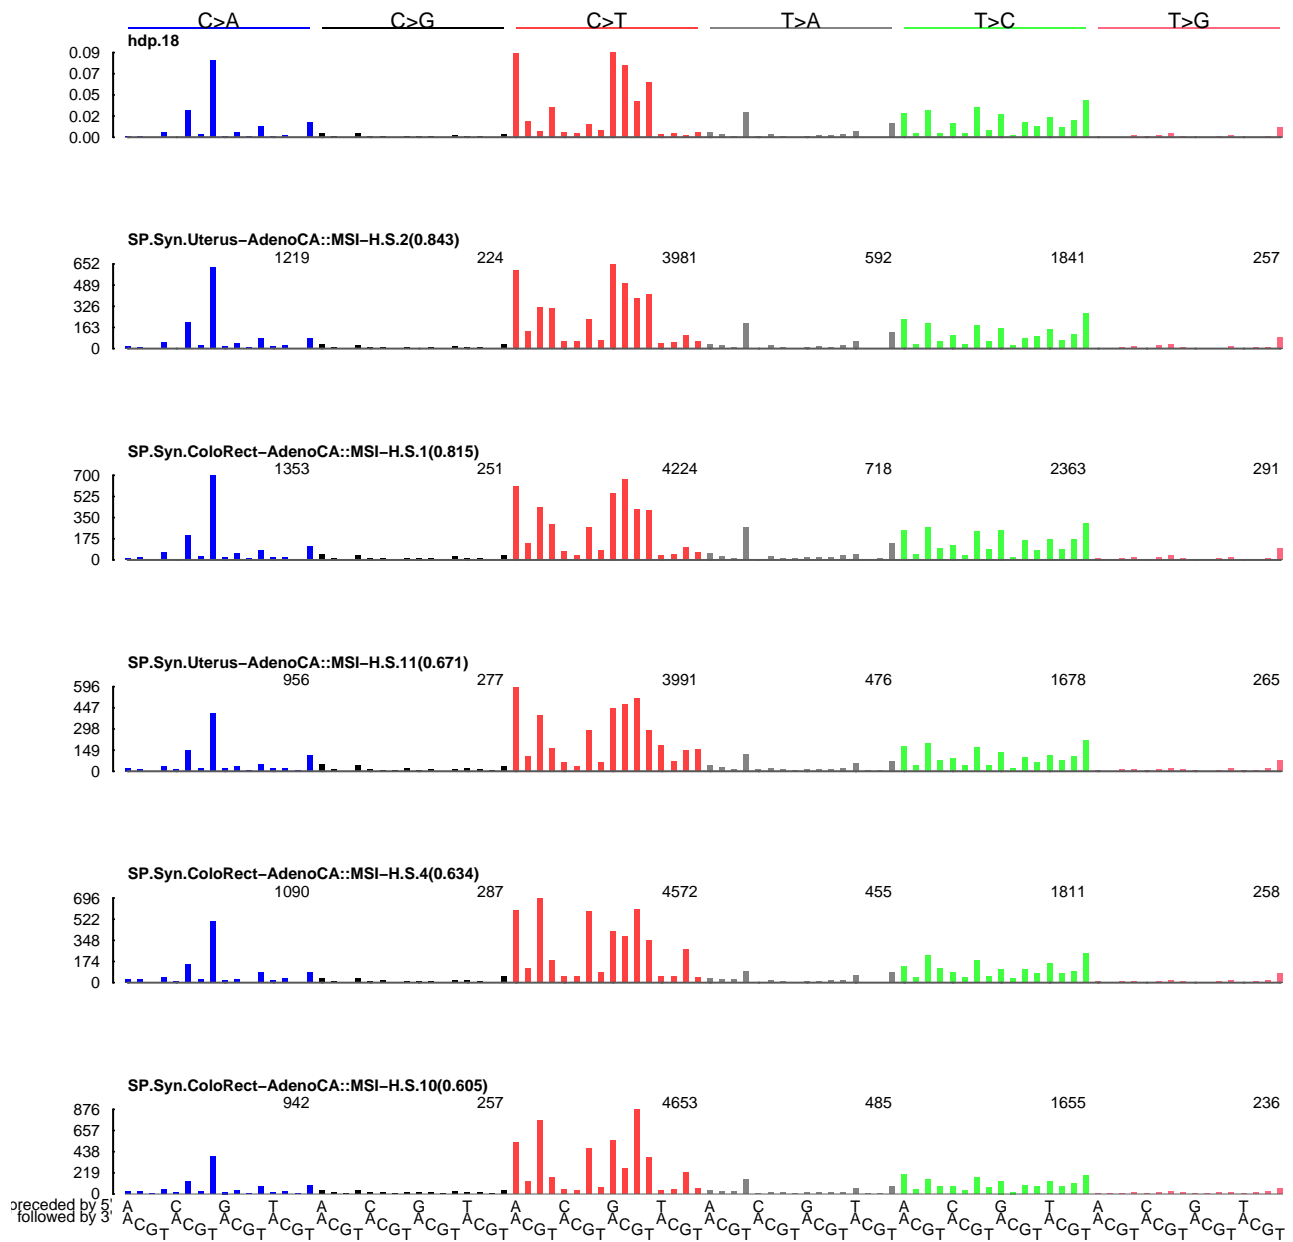 C>A C>G C>T T>A T>C T>G
hdp.18
0.09
0.07
0.05
0.02
0.00
SP.Syn.Uterus−AdenoCA::MSI−H.S.2(0.843)
1219 224 3981 592 1841 257
652
489
326
163
0
SP.Syn.ColoRect−AdenoCA::MSI−H.S.1(0.815)
1353 251 4224 718 2363 291
700
525
350
175
0
SP.Syn.Uterus−AdenoCA::MSI−H.S.11(0.671)
956 277 3991 476 1678 265
596
447
298
149
0
SP.Syn.ColoRect−AdenoCA::MSI−H.S.4(0.634)
1090 287 4572 455 1811 258
696
522
348
174
0
SP.Syn.ColoRect−AdenoCA::MSI−H.S.10(0.605)
942 257 4653 485 1655 236
876
657
438
219
0
preceded by 5' A C G T A C G T A C G T A C G T A C G T A C G T
followed by 3' A C G T A C G T A C G T A C G T A C G T A C G T A C G T A C G T A C G T A C G T A C G T A C G T A C G T A C G T A C G T A C G T A C G T A C G T A C G T A C G T A C G T A C G T A C G T A C G T